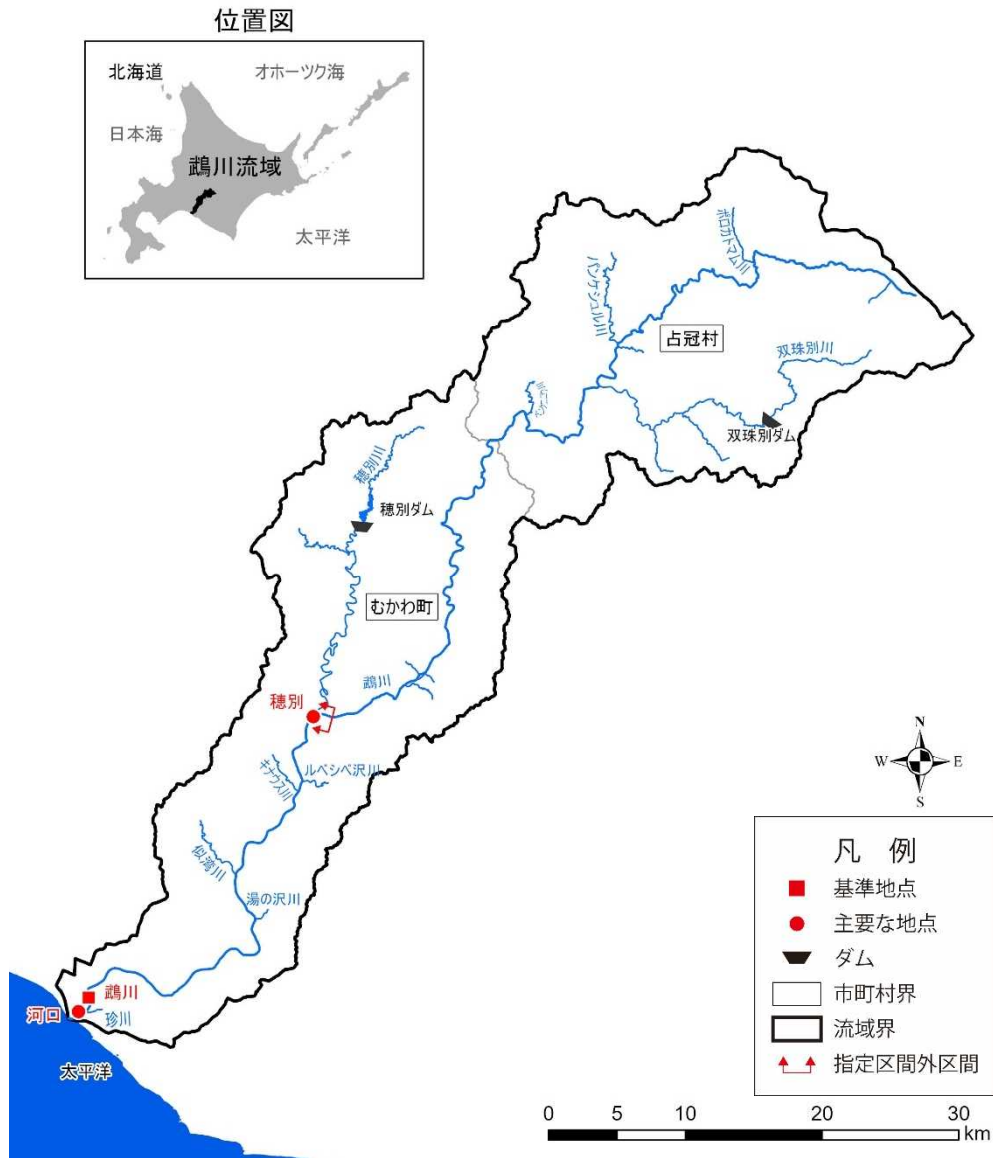 位置図
北海道
オホーツク海
日本海
鵡川流域
太平洋
ポロカトマム川
パンケシュル川
占冠村
双珠別川
双珠別ダム
穂別川
穂別ダム
むかわ町
鵡川
穂別
ルベシベ沢川
キナウス川
似湾川
湯の沢川
鵡川
河口
珍川
太平洋
N
W
E
S
凡 例
基準地点
主要な地点
ダム
市町村界
流域界
指定区間外区間
0 5 10 20 30
km